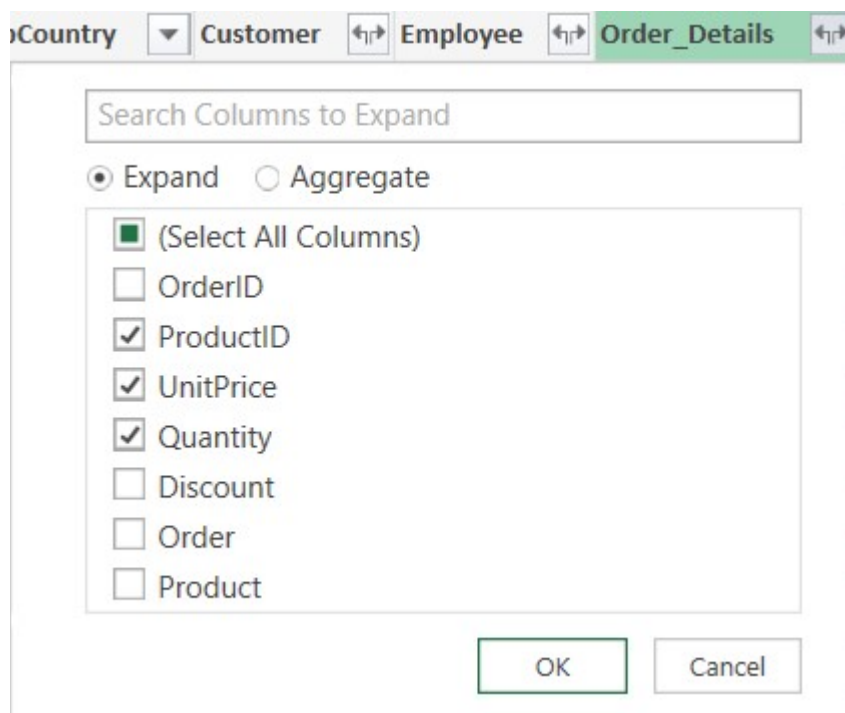 oCountry Customer Employee Order_Details
Search Columns to Expand
Expand Aggregate
(Select All Columns)
OrderID
ProductID
UnitPrice
Quantity
Discount
Order
Product
OK Cancel